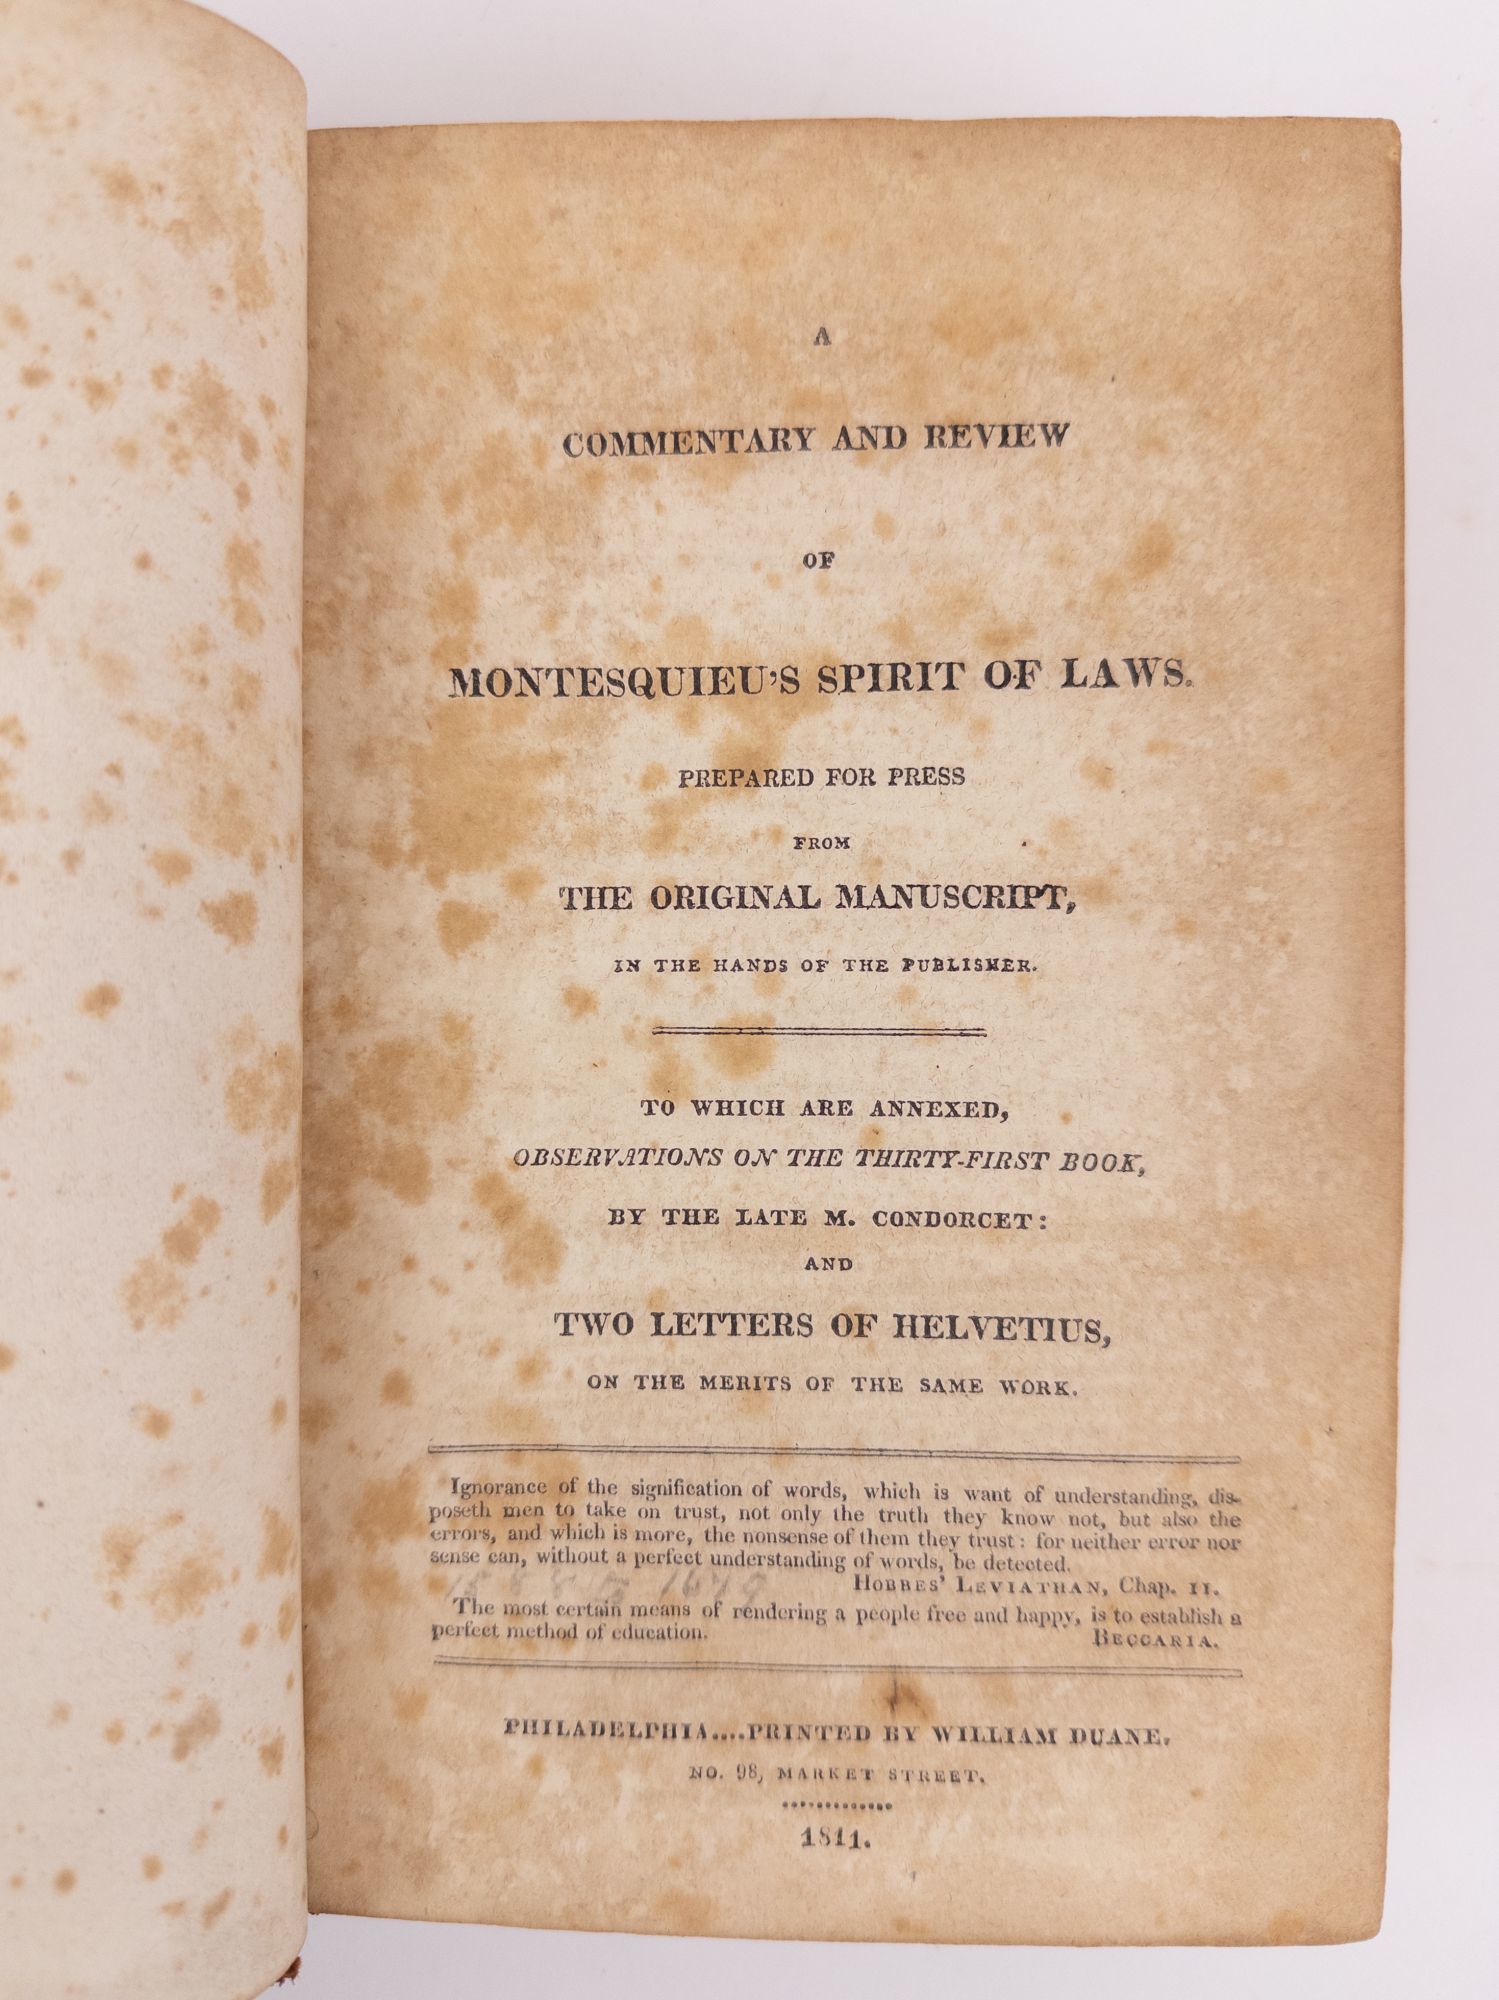 A
COMMENTARY AND REVIEW
OF
MONTESQUIEU'S SPIRIT OF LAWS.
PREPARED FOR PRESS
FROM
THE ORIGINAL MANUSCRIPT,
IN THE HANDS OF THE PUBLISHER.
TO WHICH ARE ANNEXED,
OBSERVATIONS ON THE THIRTY-FIRST BOOK,
BY THE LATE M. CONDORCET:
AND
TWO LETTERS OF HELVETIUS,
ON THE MERITS OF THE SAME WORK.
Ignorance of the signification of words, which is want of understanding, dis-
poseth men to take on trust, not only the truth they know not, but also the
errors, and which is more, the nonsense of them they trust: for neither error nor
sense can, without a perfect understanding of words, be detected.
HOBBES' LEVIATHAN, Chap. II.
The most certain means of rendering a people free and happy, is to establish a
perfect method of education. BECCARIA.
PHILADELPHIA....PRINTED BY WILLIAM DUANE,
NO. 98, MARKET STREET.
1811.